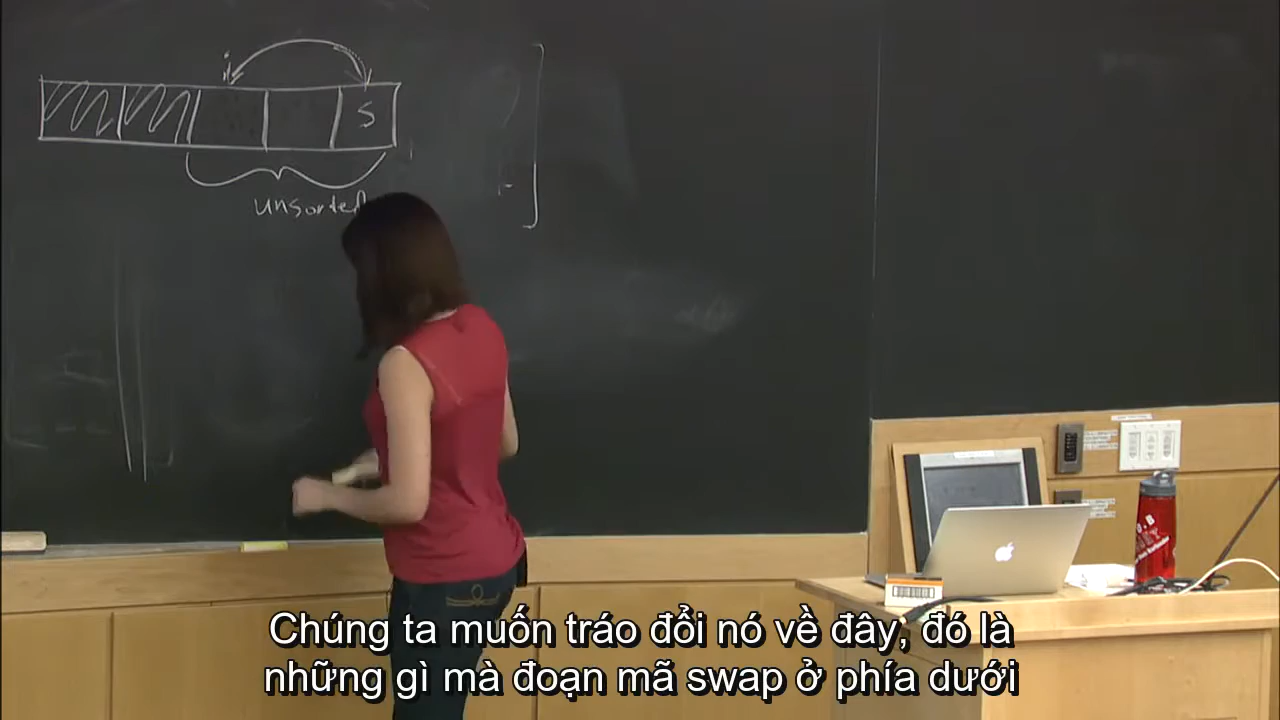 i
S
unsorted
Chúng ta muốn tráo đổi nó về đây, đó là
những gì mà đoạn mã swap ở phía dưới